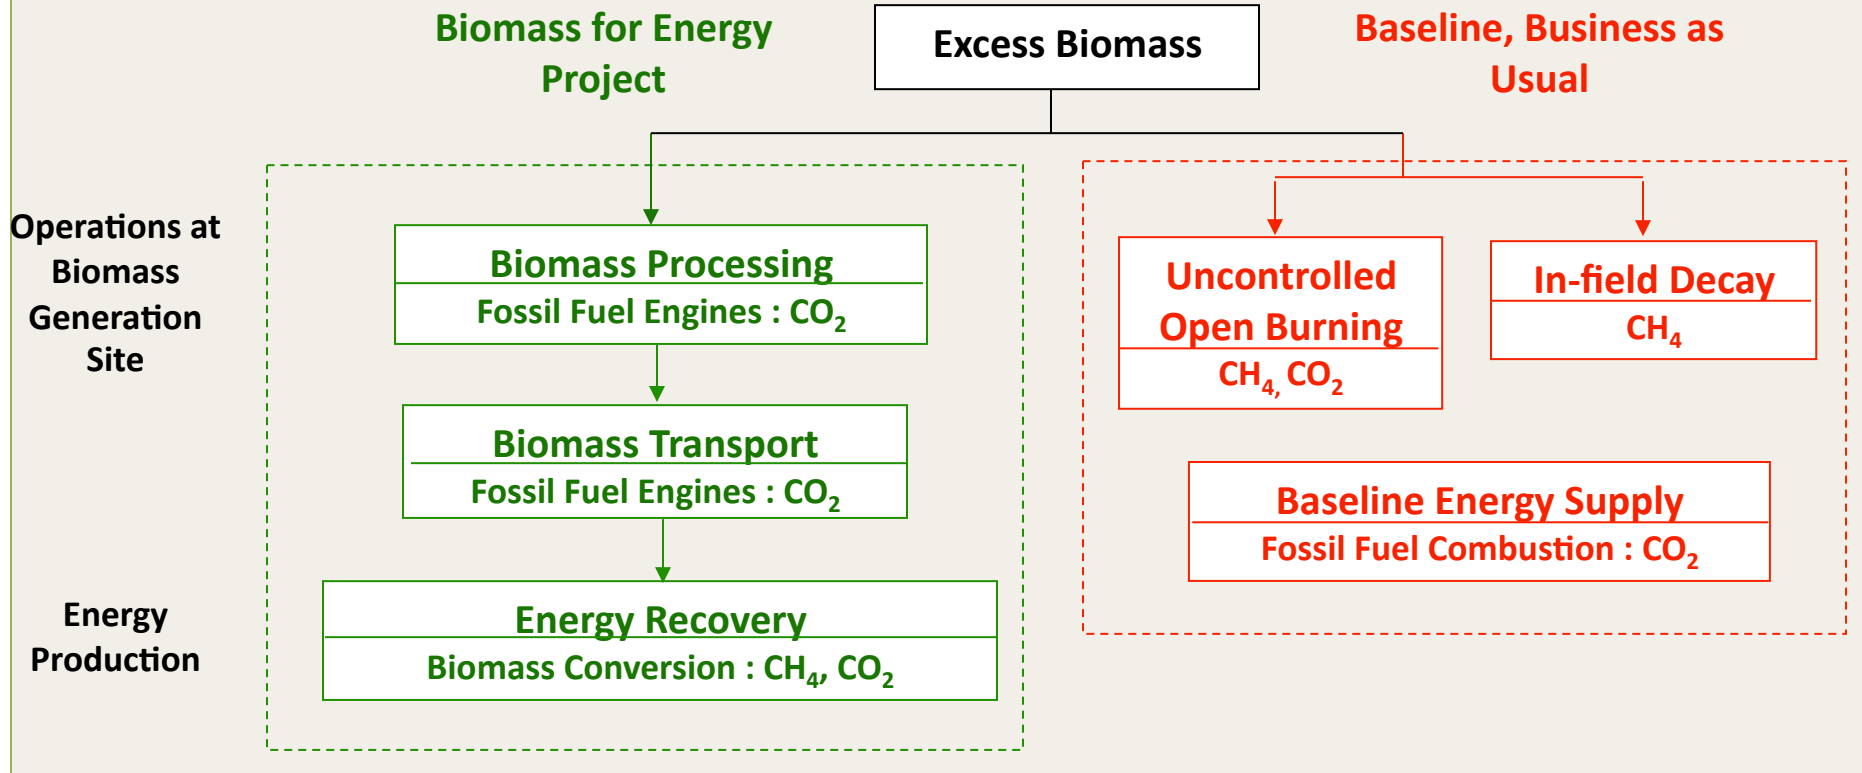 Biomass for Energy
Project
Excess Biomass
Baseline, Business as
Usual
Operations at
Biomass
Generation
Site
Biomass Processing
Fossil Fuel Engines : CO₂
Biomass Transport
Fossil Fuel Engines : CO₂
Energy
Production
Energy Recovery
Biomass Conversion : CH₄, CO₂
Uncontrolled
Open Burning
CH₄, CO₂
In-field Decay
CH₄
Baseline Energy Supply
Fossil Fuel Combustion : CO₂